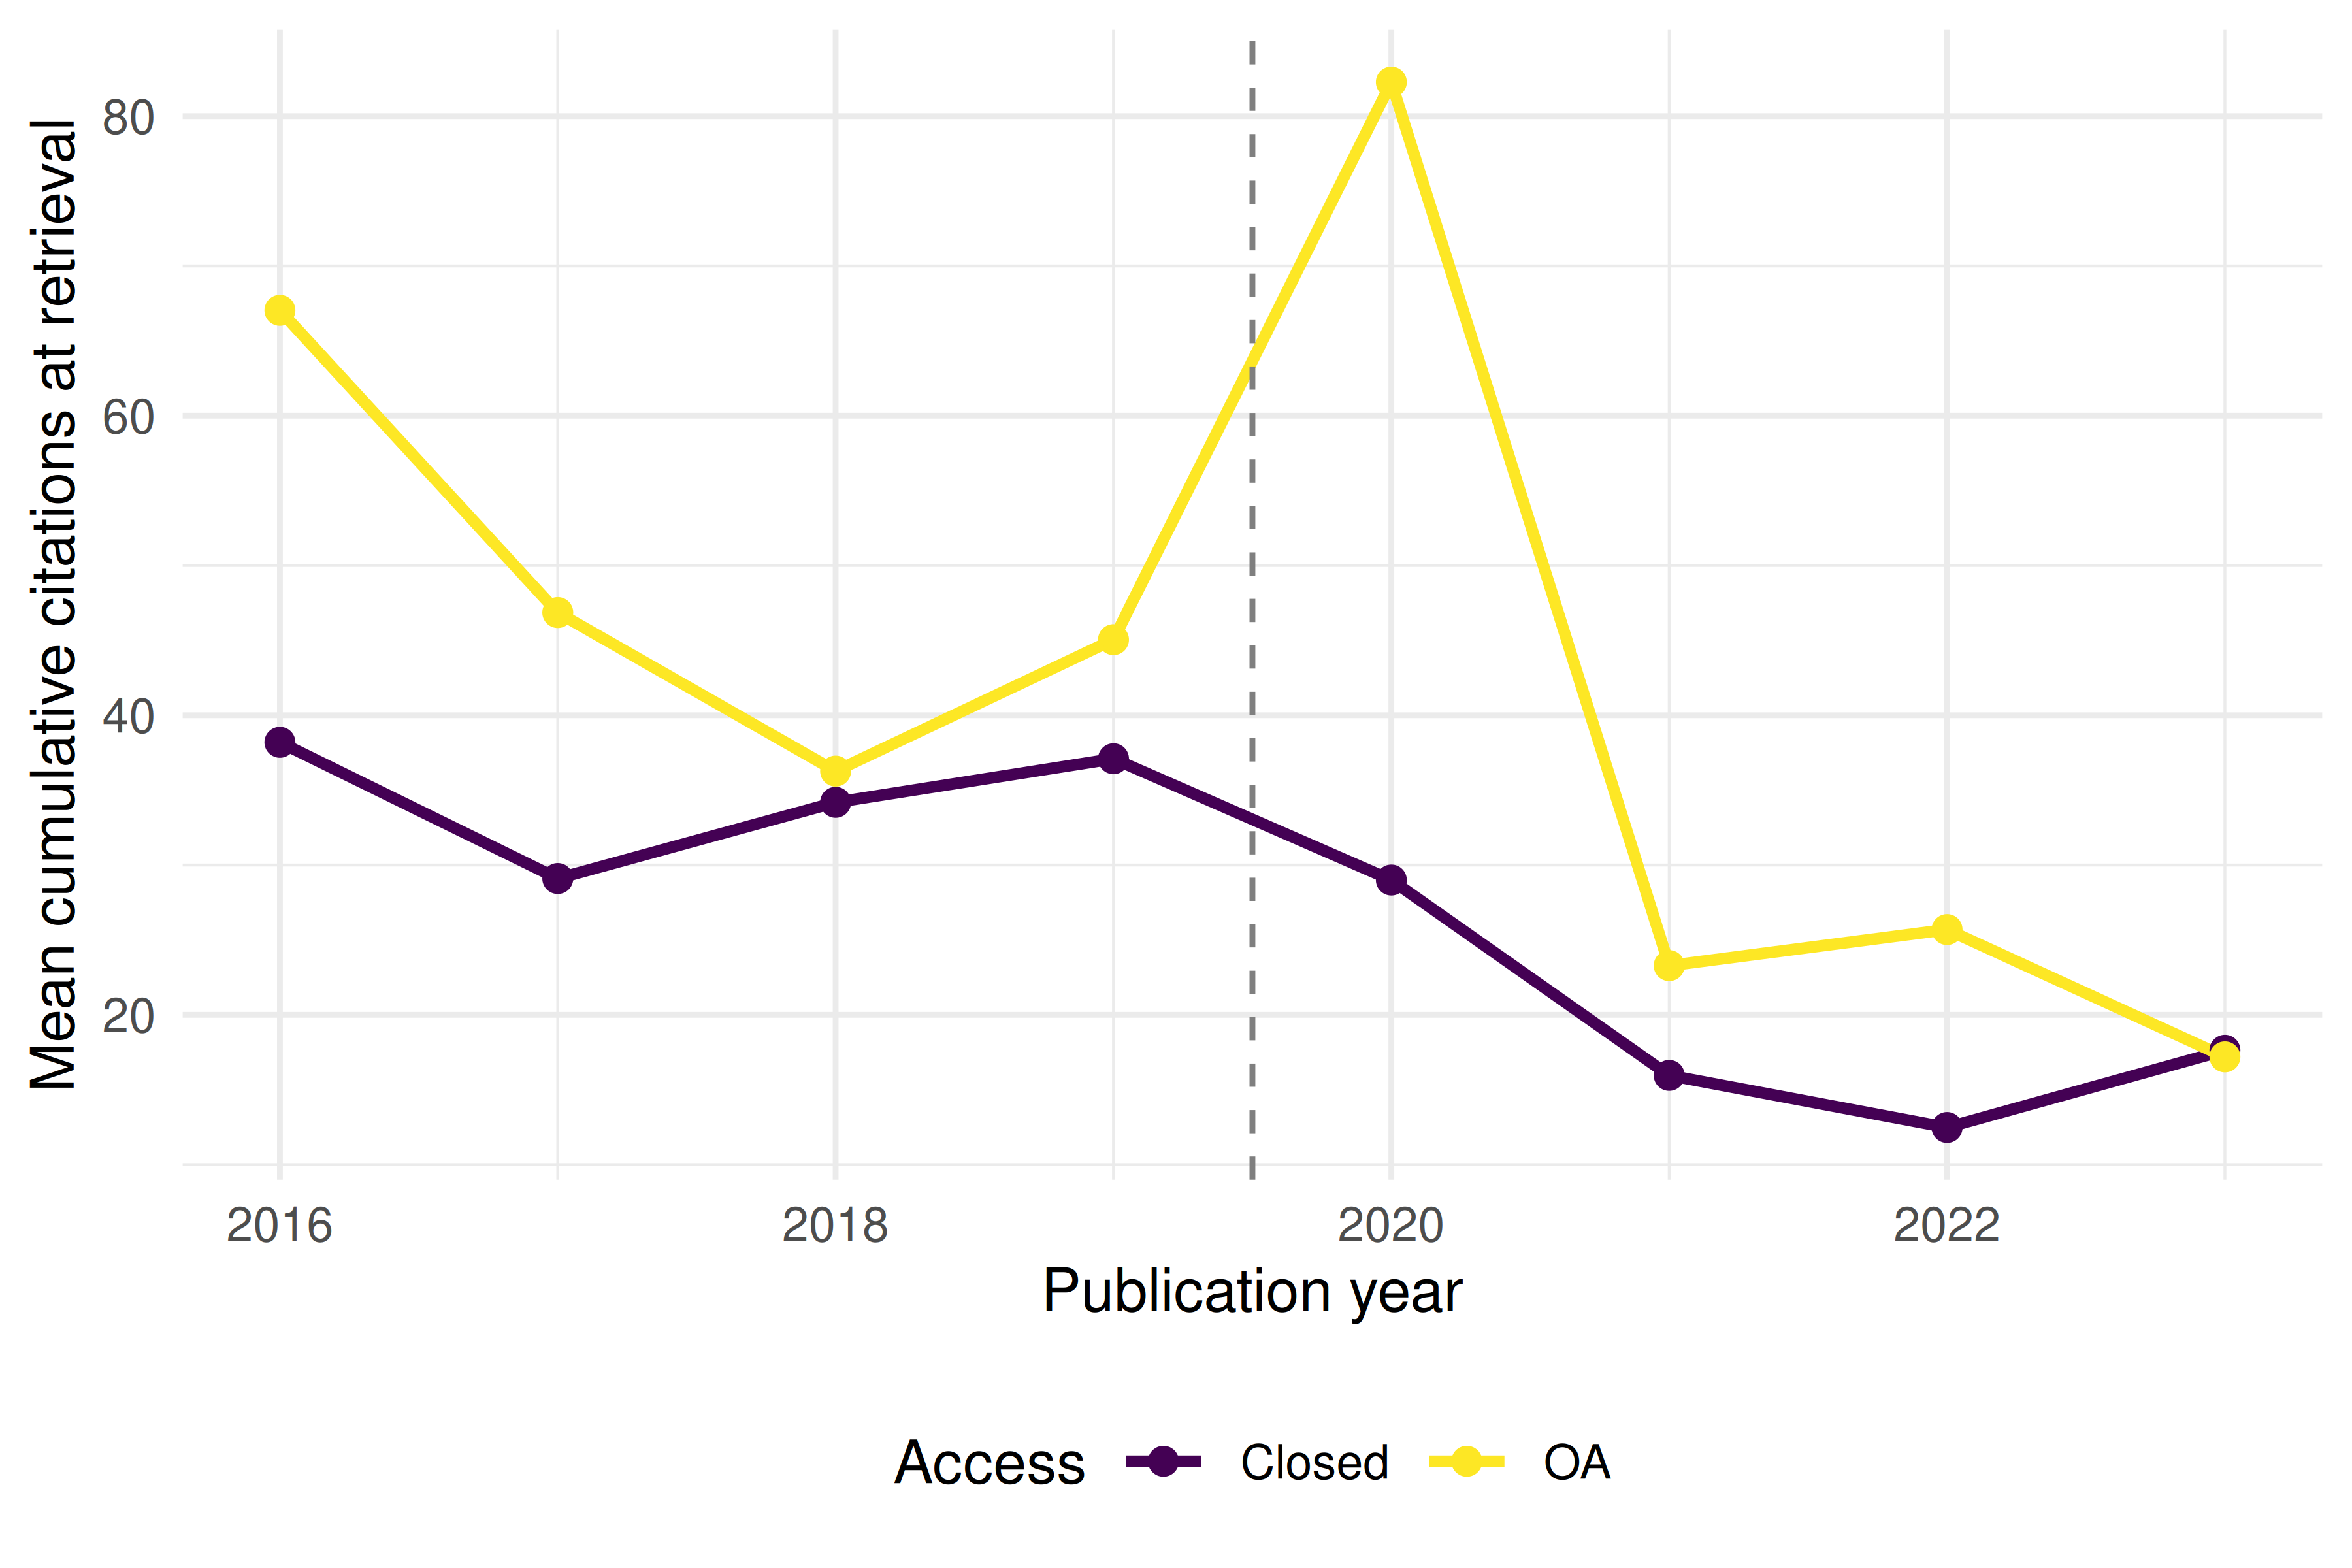 Mean cumulative citations at retrieval
80
60
40
20
2016 2018 2020 2022
Publication year
Access Closed OA